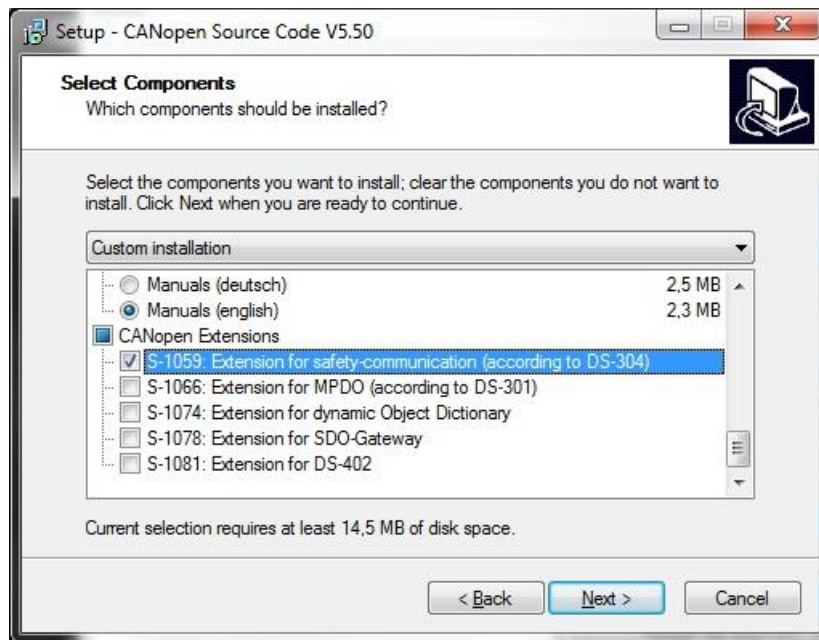 Setup - CANopen Source Code V5.50
Select Components
Which components should be installed?
Select the components you want to install; clear the components you do not want to
install. Click Next when you are ready to continue.
Custom installation
Manuals (deutsch) 2,5 MB
Manuals (english) 2,3 MB
CANopen Extensions
S-1059: Extension for safety-communication (according to DS-304)
S-1066: Extension for MPDO (according to DS-301)
S-1074: Extension for dynamic Object Dictionary
S-1078: Extension for SDO-Gateway
S-1081: Extension for DS-402
Current selection requires at least 14,5 MB of disk space.
< Back Next > Cancel